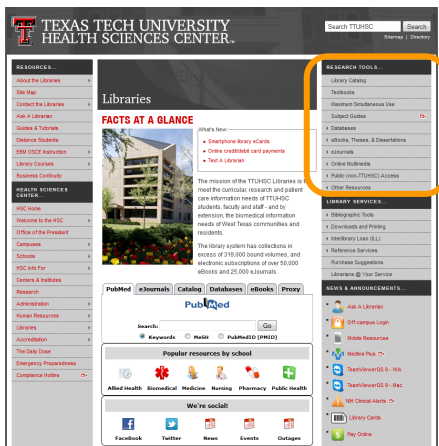 TEXAS TECH UNIVERSITY
HEALTH SCIENCES CENTER™
Search TTUHSC
Search
Sitemap | Directory
RESOURCES...
About the Libraries
Site Map
Contact the Libraries
Ask A Librarian
Guides & Tutorials
Distance Students
EBM OSCE Instruction
Library Courses
Business Continuity
HEALTH SCIENCES
CENTER...
HSC Home
Welcome to the HSC
Office of the President
Campuses
Schools
HSC Info For
Centers & Institutes
Research
Administration
Human Resources
Libraries
Accreditation
The Daily Dose
Emergency Preparedness
Compliance Hotline
Libraries
FACTS AT A GLANCE
What's New
Smartphone library eCards
Online credit/debit card payments
Text A Librarian
The mission of the TTUHSC Libraries is to
meet the curricular, research and patient
care information needs of TTUHSC
students, faculty and staff - and by
extension, the biomedical information
needs of West Texas communities and
residents.
The library system has collections in
excess of 319,000 bound volumes, and
electronic subscriptions of over 50,000
eBooks and 25,000 eJournals.
PubMed eJournals Catalog Databases eBooks Proxy
PubMed
Search: Go
Keywords MeSH PubMedID (PMID)
Popular resources by school
Allied Health Biomedical Medicine Nursing Pharmacy Public Health
We're social!
FaceBook Twitter News Events Outages
RESEARCH TOOLS...
Library Catalog
Textbooks
Maximum Simultaneous Use
Subject Guides
Databases
eBooks, Theses, & Dissertations
eJournals
Online Multimedia
Public (non-TTUHSC) Access
Other Resources
LIBRARY SERVICES...
Bibliographic Tools
Downloads and Printing
Interlibrary Loan (ILL)
Reference Services
Purchase Suggestions
Librarians @ Your Service
NEWS & ANNOUNCEMENTS...
Ask A Librarian
Off-campus Login
Mobile Resources
Medline Plus
TeamViewerQS 9 - Win
TeamViewerQS 9 - Mac
NM Clinical Alerts
Library Cards
Pay Online